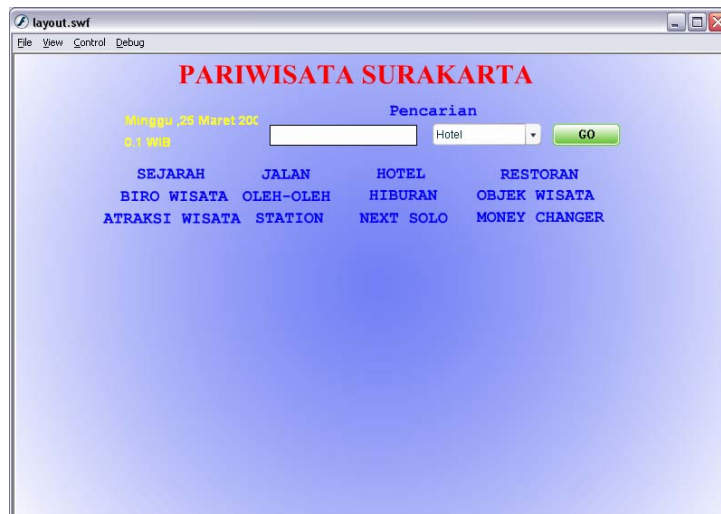 layout.swf
File View Control Debug
PARIWISATA SURAKARTA
Pencarian
Minggu ,25 Maret 200
Hotel GO
0.1 WIB
SEJARAH JALAN HOTEL RESTORAN
BIRO WISATA OLEH-OLEH HIBURAN OBJEK WISATA
ATRAKSI WISATA STATION NEXT SOLO MONEY CHANGER